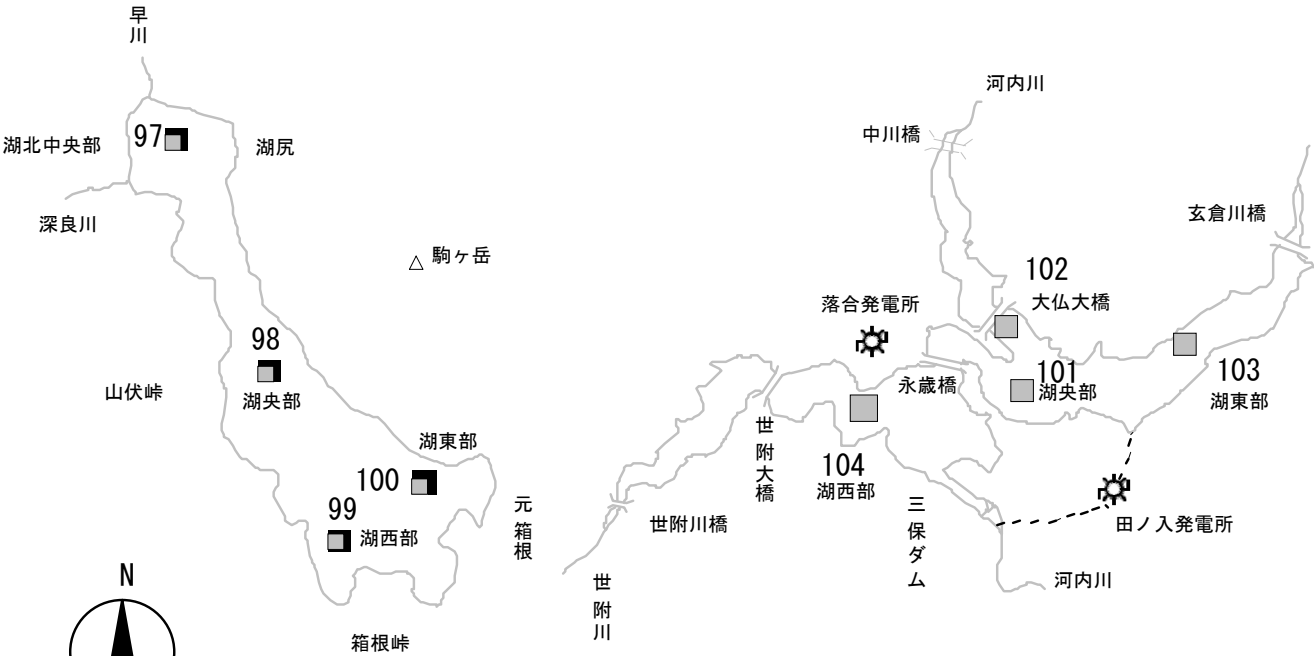 早川
湖北中央部
97
湖尻
深良川
駒ヶ岳
98
湖央部
山伏峠
湖東部
100
99
湖西部
元箱根
N
箱根峠
河内川
中川橋
玄倉川橋
102
大仏大橋
落合発電所
101
湖央部
永歳橋
103
湖東部
世附大橋
104
湖西部
三保ダム
世附川橋
田ノ入発電所
世附川
河内川